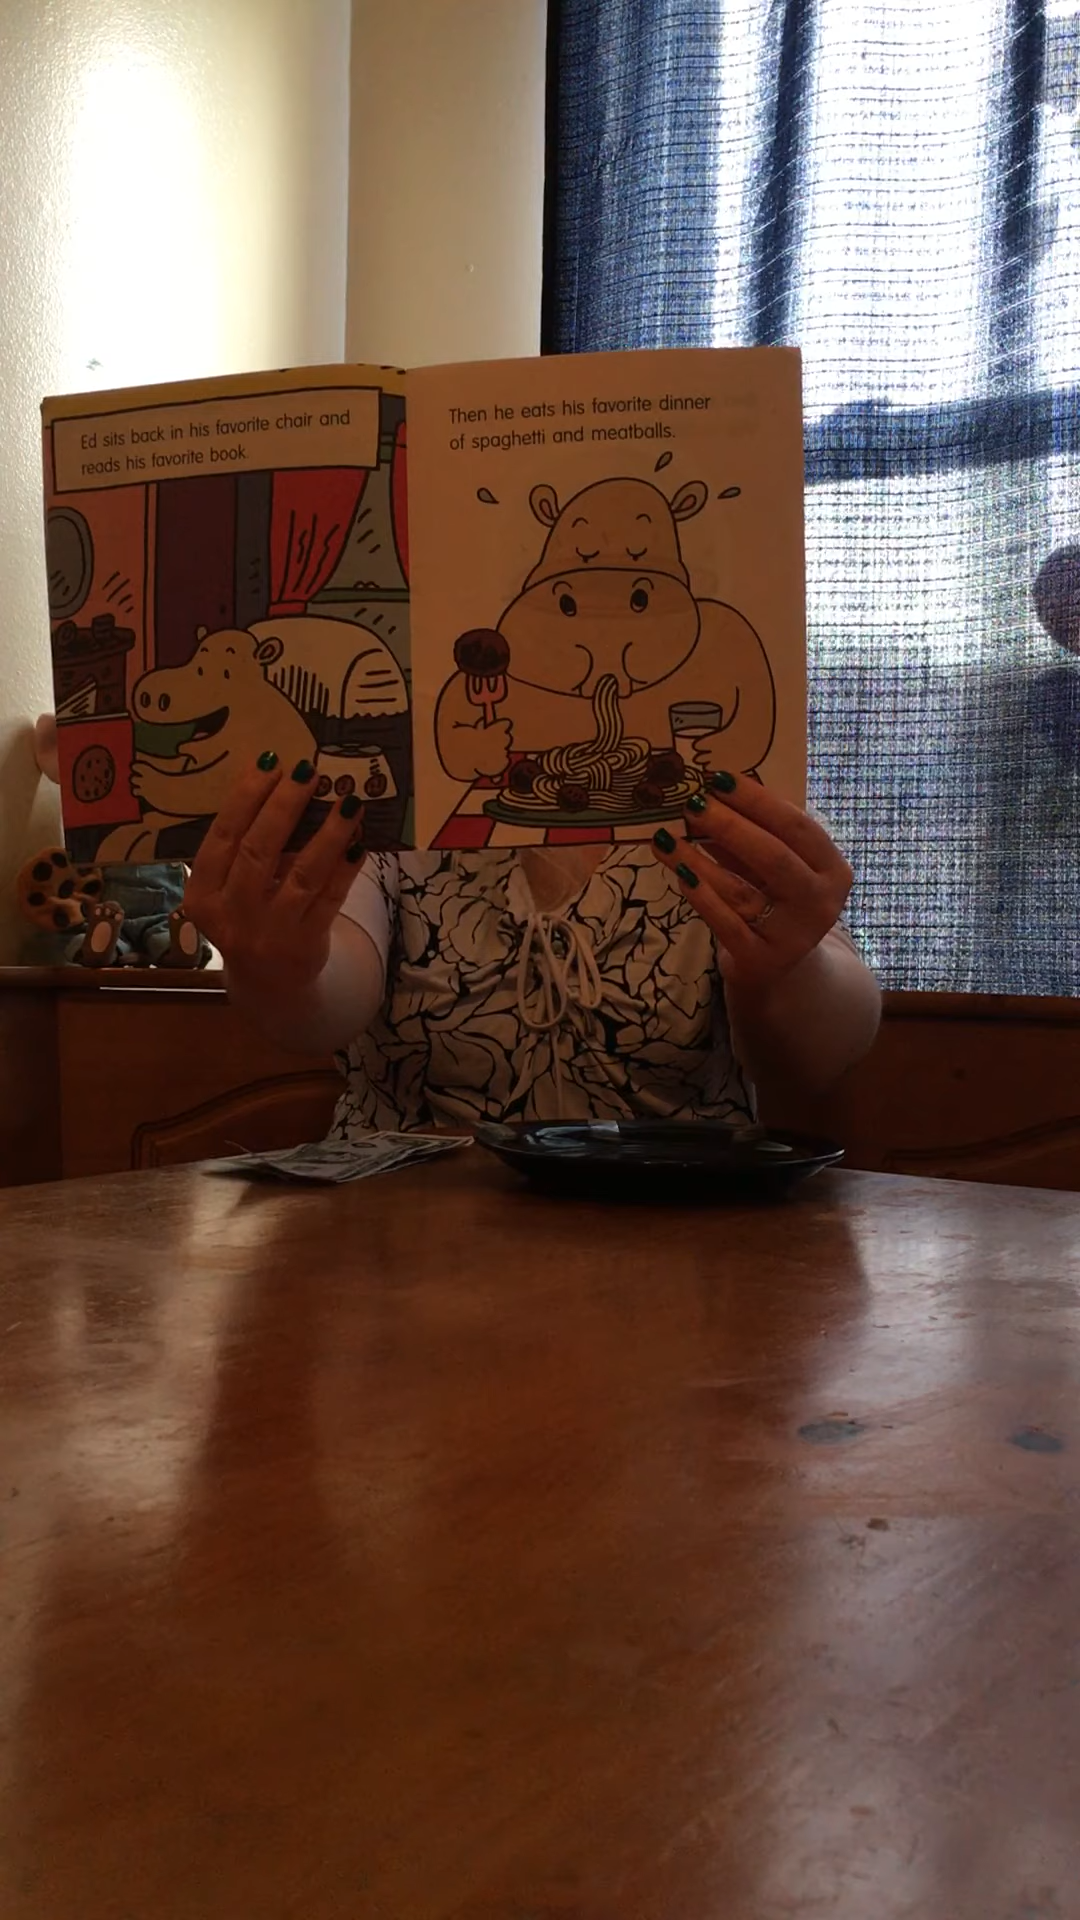 Ed sits back in his favorite chair and
reads his favorite book.
Then he eats his favorite dinner
of spaghetti and meatballs.